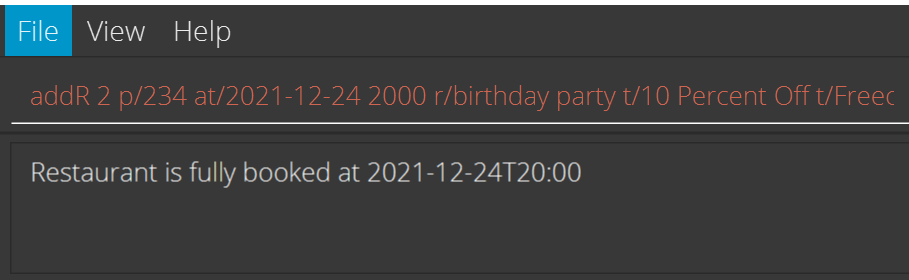 File View Help
addR 2 p/234 at/2021-12-24 2000 r/birthday party t/10 Percent Off t/Freec
Restaurant is fully booked at 2021-12-24T20:00